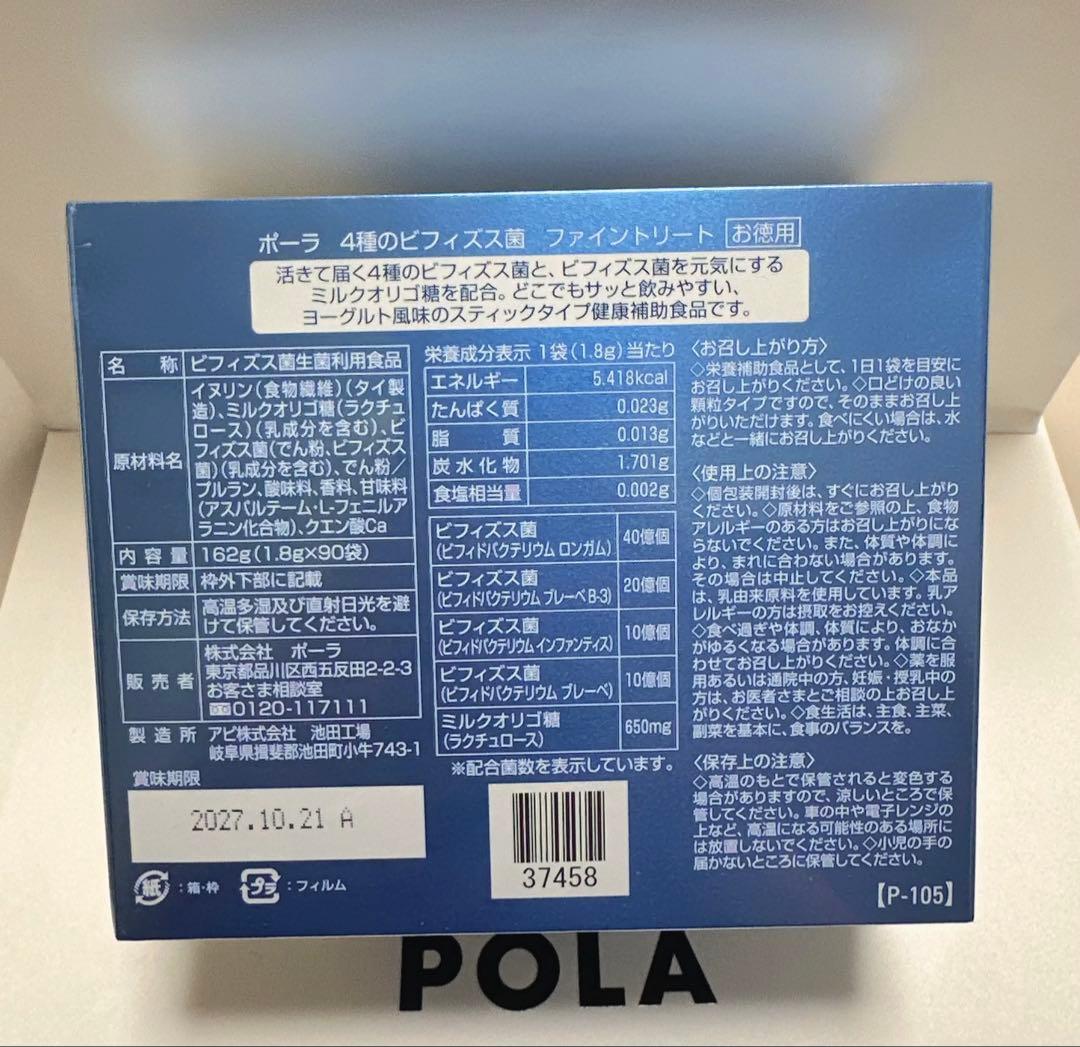 ポーラ 4種のビフィズス菌 ファイントリート お徳用
活きて届く4種のビフィズス菌と、ビフィズス菌を元気にする
ミルクオリゴ糖を配合。どこでもサッと飲みやすい、
ヨーグルト風味のスティックタイプ健康補助食品です。
名称 ビフィズス菌生菌利用食品
原材料名
イヌリン(食物繊維)(タイ製
造)、ミルクオリゴ糖(ラクチュ
ロース)(乳成分を含む)、ビ
フィズス菌(でん粉、ビフィズス
菌)(乳成分を含む)、でん粉/
プルラン、酸味料、香料、甘味料
(アスパルテーム・L-フェニルア
ラニン化合物)、クエン酸Ca
内容量 162g(1.8g×90袋)
賞味期限 枠外下部に記載
保存方法
高温多湿及び直射日光を避
けて保管してください。
販売者
株式会社 ポーラ
東京都品川区西五反田2-2-3
お客さま相談室
0120-117111
製造所 アピ株式会社 池田工場
岐阜県揖斐郡池田町小牛743-1
賞味期限
2027.10.21 A
紙:箱・枠 プラ:フィルム
栄養成分表示 1袋(1.8g)当たり
エネルギー 5.418kcal
たんぱく質 0.023g
脂質 0.013g
炭水化物 1.701g
食塩相当量 0.002g
ビフィズス菌
(ビフィドバクテリウム ロンガム) 40億個
ビフィズス菌
(ビフィドバクテリウム ブレーベ B-3) 20億個
ビフィズス菌
(ビフィドバクテリウム インファンティス) 10億個
ビフィズス菌
(ビフィドバクテリウム ブレーベ) 10億個
ミルクオリゴ糖
(ラクチュロース) 650mg
※配合菌数を表示しています。
37458
〈お召し上がり方〉
◇栄養補助食品として、1日1袋を目安に
お召し上がりください。◇口どけの良い
顆粒タイプですので、そのままお召し上
がりいただけます。食べにくい場合は、水
などと一緒にお召し上がりください。
〈使用上の注意〉
◇個包装開封後は、すぐにお召し上がり
ください。◇原材料をご参照の上、食物
アレルギーのある方はお召し上がりにな
らないでください。また、体質や体調に
より、まれに合わない場合があります。
その場合は中止してください。◇本品
は、乳由来原料を使用しています。乳ア
レルギーの方は摂取をお控えください。
◇食べ過ぎや体調、体質により、おなか
がゆるくなる場合があります。体調に合
わせてお召し上がりください。◇薬を服
用あるいは通院中の方、妊娠・授乳中の
方は、お医者さまとご相談の上お召し上
がりください。◇食生活は、主食、主菜、
副菜を基本に、食事のバランスを。
〈保存上の注意〉
◇高温のもとで保管されると変色する
場合がありますので、涼しいところで保
管してください。車の中や電子レンジの
上など、高温になる可能性のある場所に
は放置しないでください。◇小児の手の
届かないところに保管してください。
【P-105】
POLA